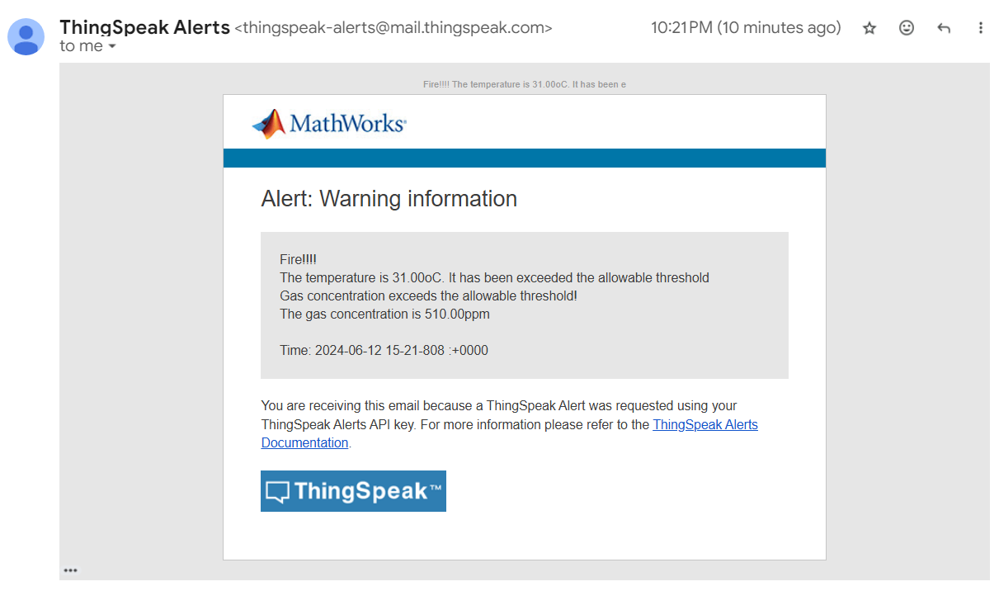 ThingSpeak Alerts <thingspeak-alerts@mail.thingspeak.com> 10:21 PM (10 minutes ago)
to me
Fire!!!! The temperature is 31.00oC. It has been e
MathWorks®
Alert: Warning information
Fire!!!!
The temperature is 31.00oC. It has been exceeded the allowable threshold
Gas concentration exceeds the allowable threshold!
The gas concentration is 510.00ppm
Time: 2024-06-12 15-21-808 :+0000
You are receiving this email because a ThingSpeak Alert was requested using your
ThingSpeak Alerts API key. For more information please refer to the ThingSpeak Alerts
Documentation.
ThingSpeak™